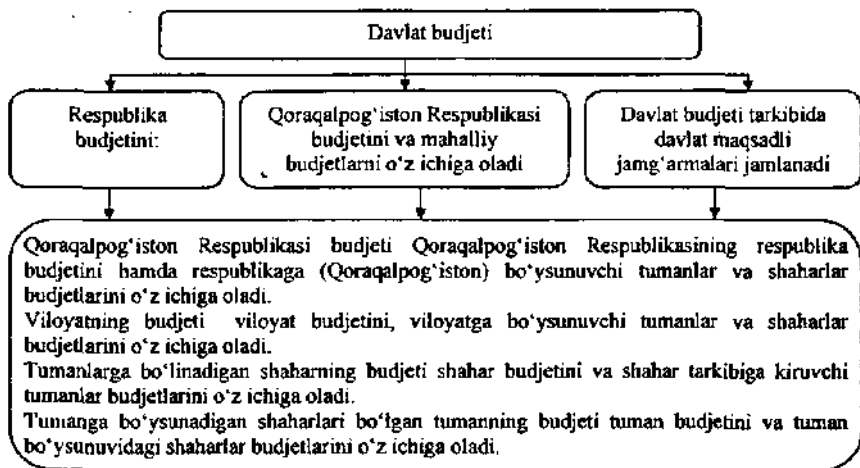 Davlat budjeti
Respublika
budjetini:
Qoraqalpog‘iston Respublikasi
budjetini va mahalliy
budjetlarni o‘z ichiga oladi
Davlat budjeti tarkibida
davlat maqsadli
jamg‘armalari jamlanadi
Qoraqalpog‘iston Respublikasi budjeti Qoraqalpog‘iston Respublikasining respublika
budjetini hamda respublikaga (Qoraqalpog‘iston) bo‘ysunuvchi tumanlar va shaharlar
budjetlarini o‘z ichiga oladi.
Viloyatning budjeti viloyat budjetini, viloyatga bo‘ysunuvchi tumanlar va shaharlar
budjetlarini o‘z ichiga oladi.
Tumanlarga bo‘linadigan shaharning budjeti shahar budjetini va shahar tarkibiga kiruvchi
tumanlar budjetlarini o‘z ichiga oladi.
Tumanga bo‘ysunadigan shaharlari bo‘lgan tumanning budjeti tuman budjetini va tuman
bo‘ysunuvidagi shaharlar budjetlarini o‘z ichiga oladi.